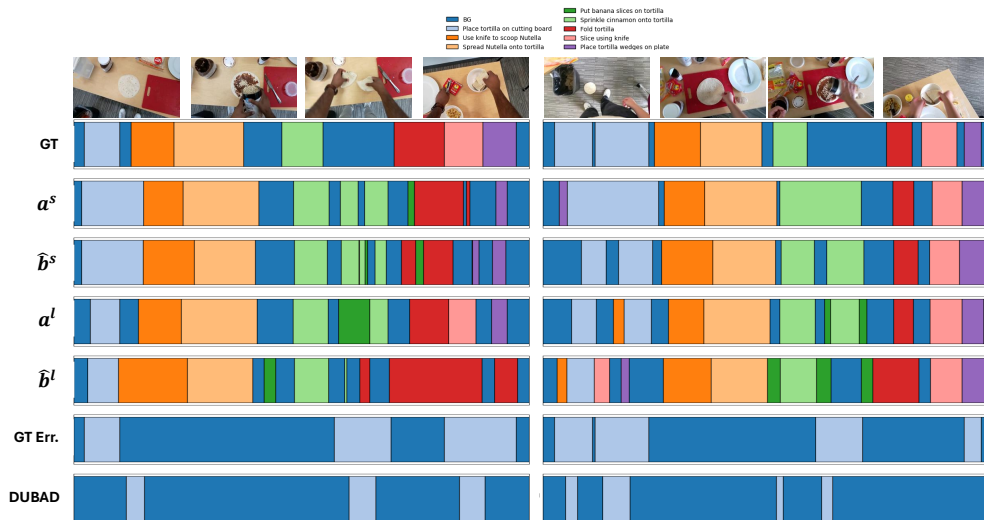 BG
Place tortilla on cutting board
Use knife to scoop Nutella
Spread Nutella onto tortilla
Put banana slices on tortilla
Sprinkle cinnamon onto tortilla
Fold tortilla
Slice using knife
Place tortilla wedges on plate
GT
aˢ
b̂ˢ
aˡ
b̂ˡ
GT Err.
DUBAD